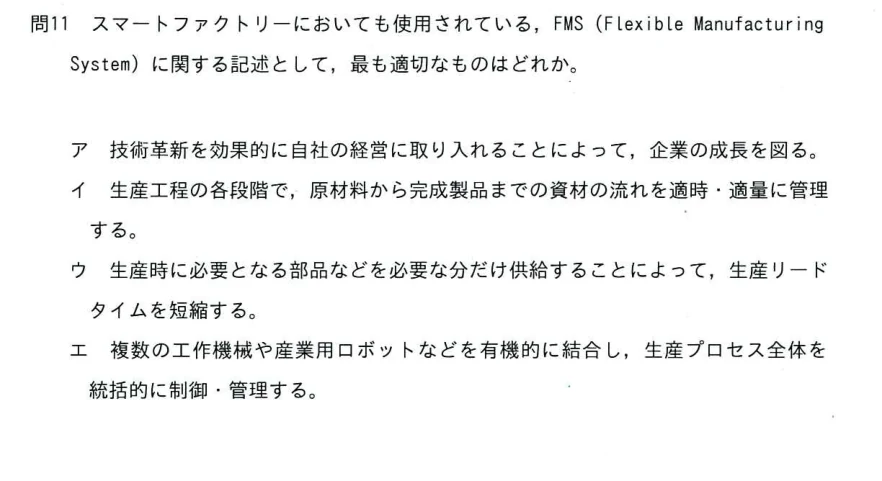 問11　スマートファクトリーにおいても使用されている，FMS（Flexible Manufacturing
System）に関する記述として，最も適切なものはどれか。
ア　技術革新を効果的に自社の経営に取り入れることによって，企業の成長を図る。
イ　生産工程の各段階で，原材料から完成製品までの資材の流れを適時・適量に管理
する。
ウ　生産時に必要となる部品などを必要な分だけ供給することによって，生産リード
タイムを短縮する。
エ　複数の工作機械や産業用ロボットなどを有機的に結合し，生産プロセス全体を
統括的に制御・管理する。